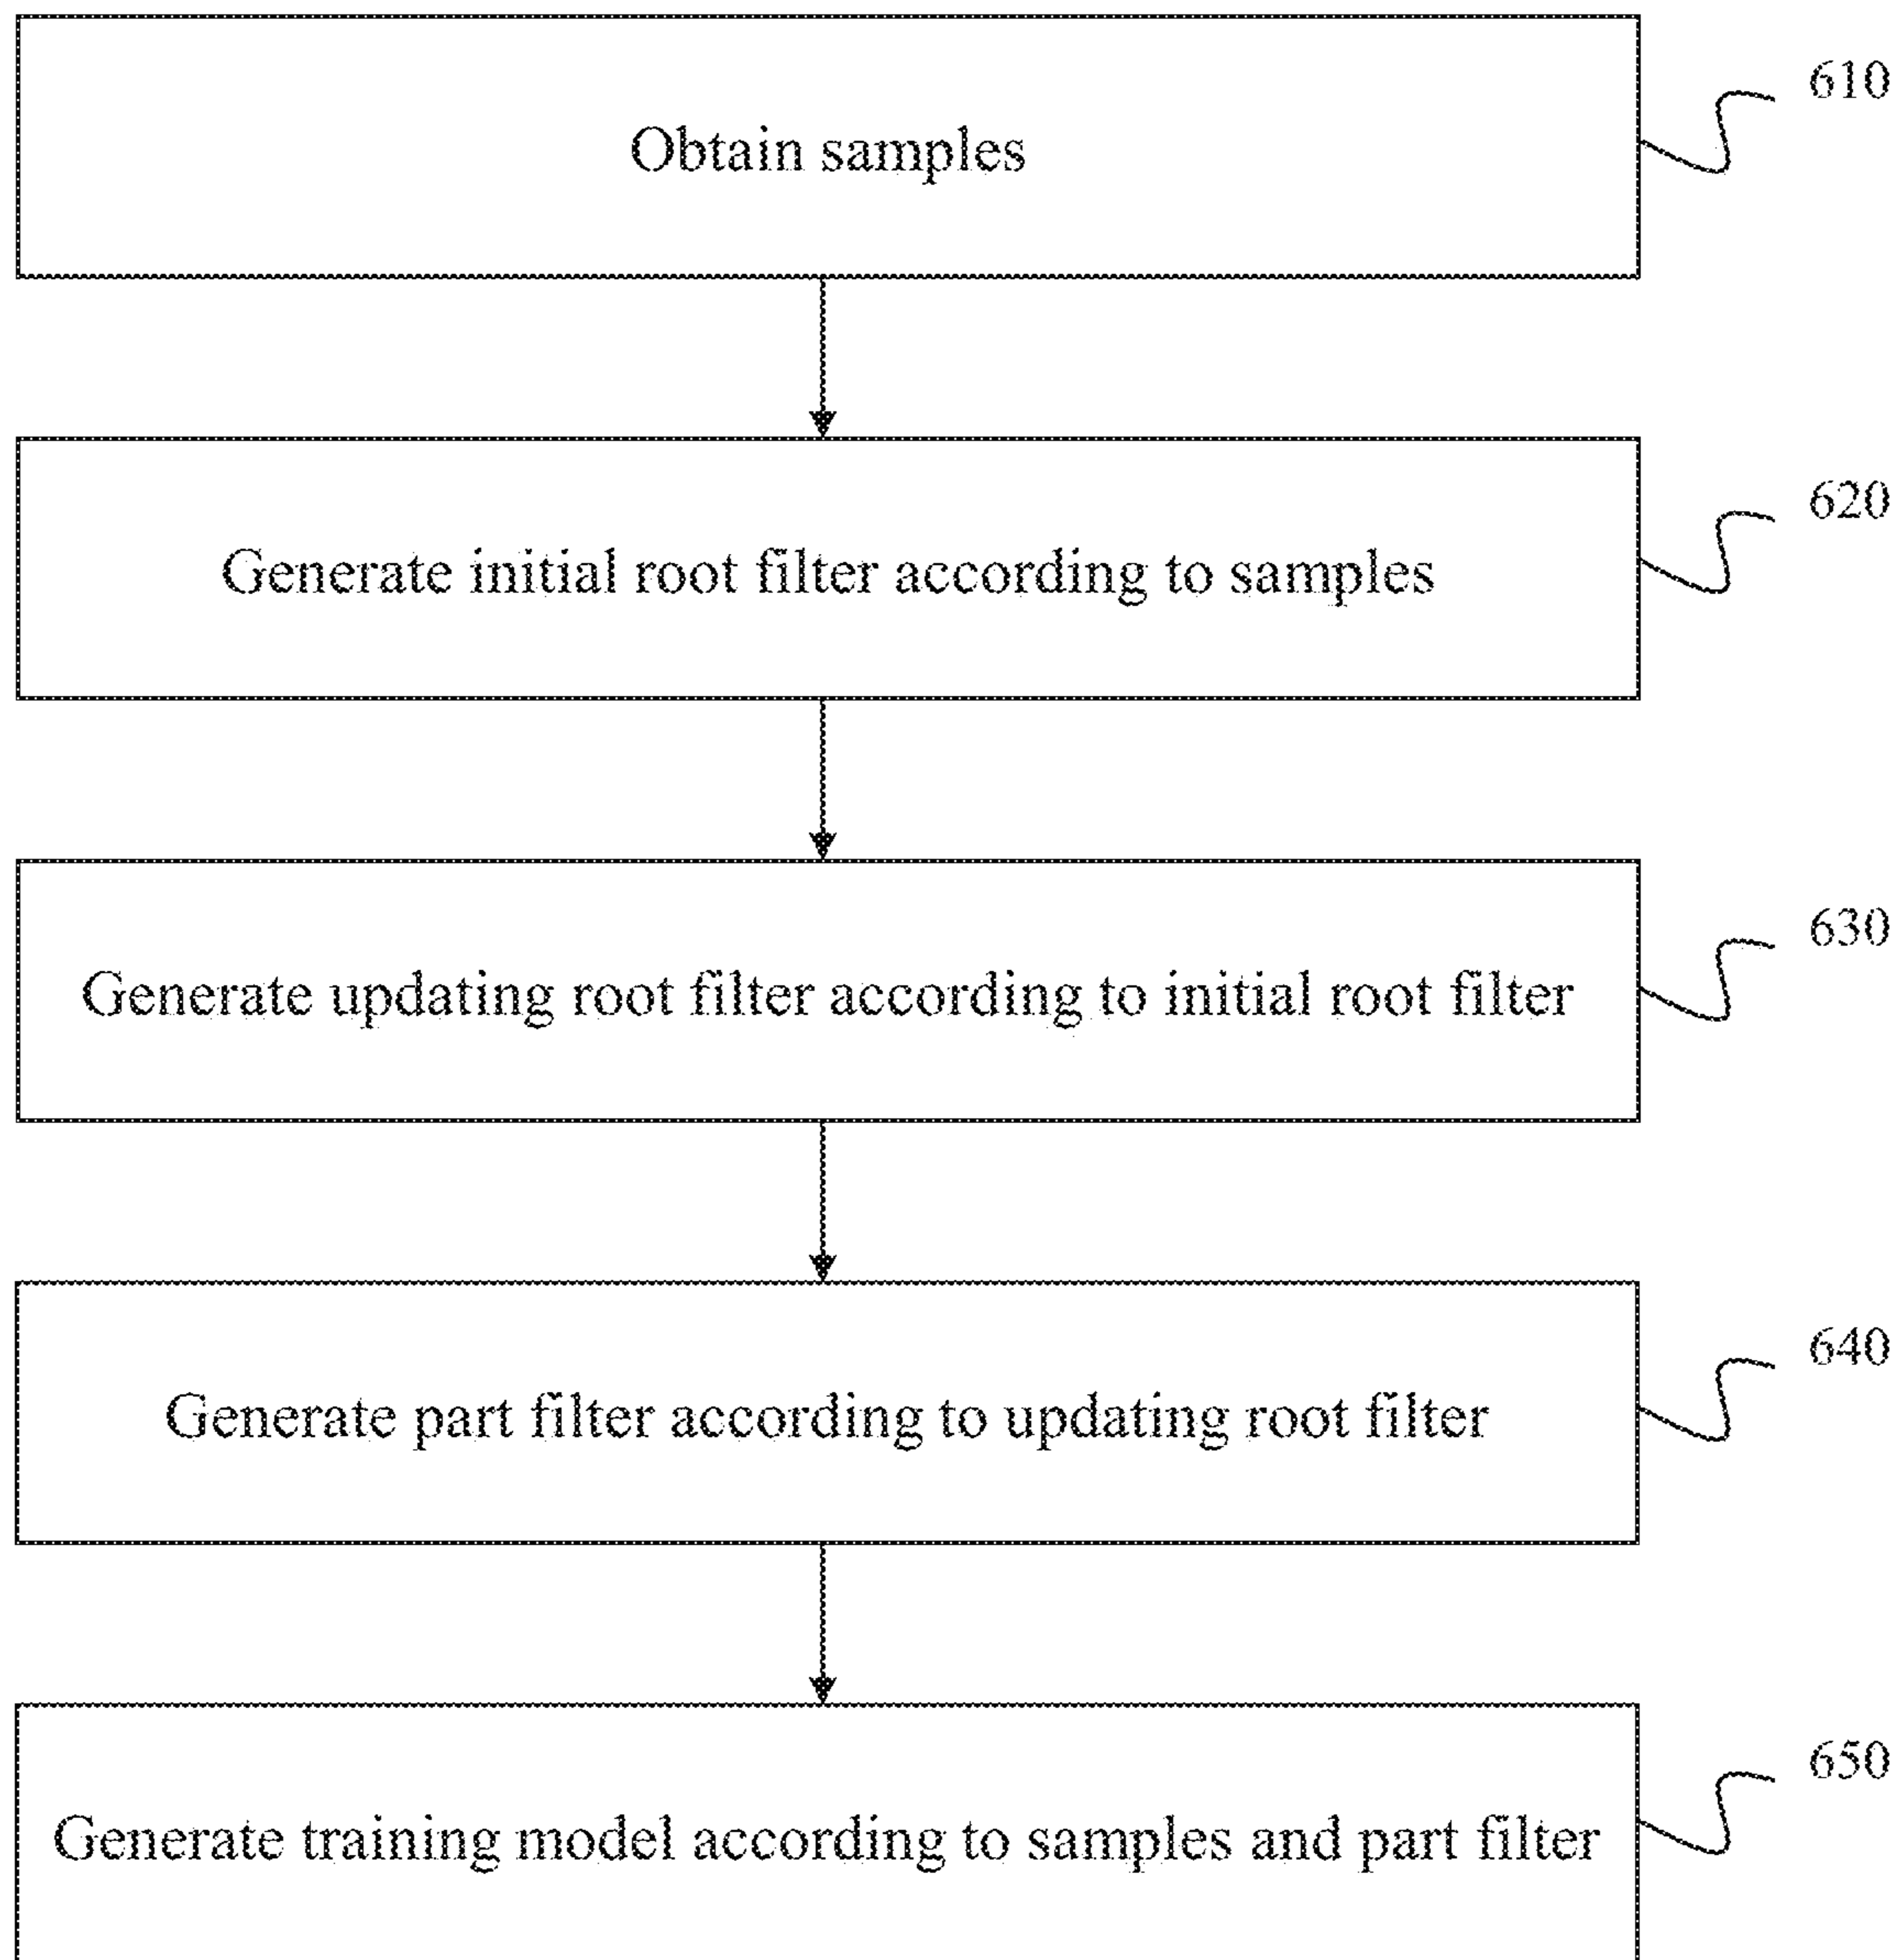 Obtain samples
610
Generate initial root filter according to samples
620
Generate updating root filter according to initial root filter
630
Generate part filter according to updating root filter
640
Generate training model according to samples and part filter
650